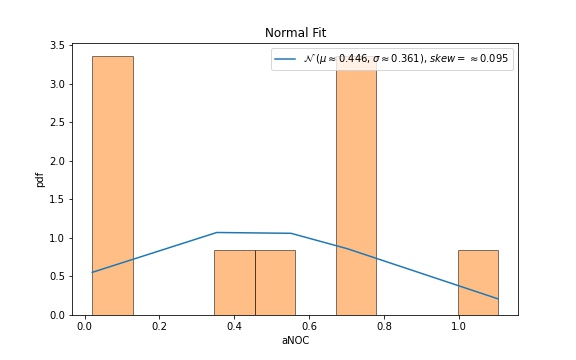 Normal Fit
𝒩(μ ≈ 0.446, σ ≈ 0.361), skew = ≈ 0.095
3.5
3.0
2.5
2.0
1.5
1.0
0.5
0.0
pdf
0.0 0.2 0.4 0.6 0.8 1.0
aNOC